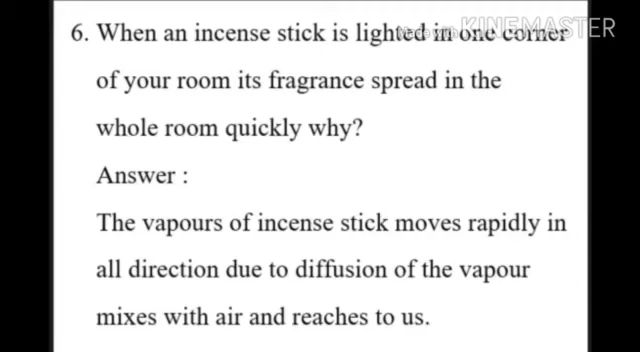 6. When an incense stick is lighted in one corner
of your room its fragrance spread in the
whole room quickly why?
Answer :
The vapours of incense stick moves rapidly in
all direction due to diffusion of the vapour
mixes with air and reaches to us.
Made with KINEMASTER